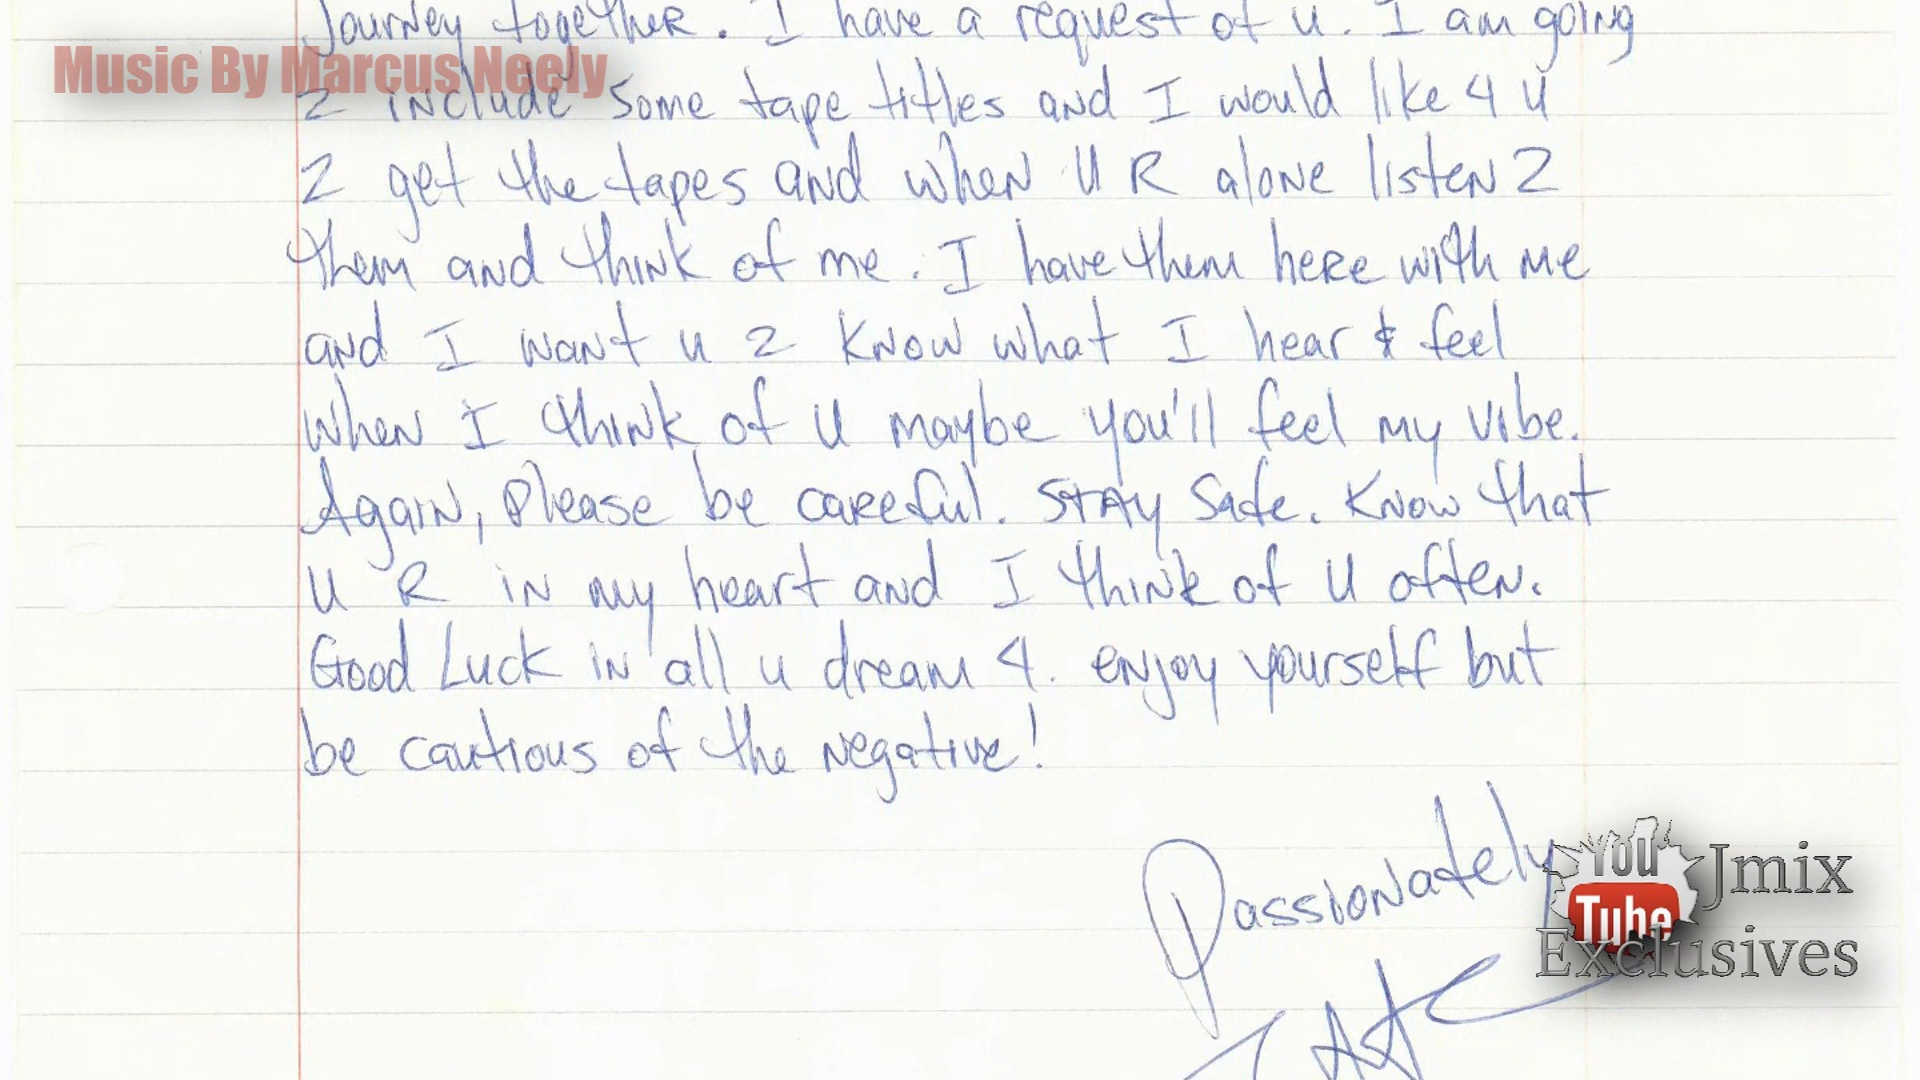 Journey together. I have a request of u. I am going
Music By Marcus Neely
2 include some tape titles and I would like 4 U
2 get the tapes and when U R alone listen 2
them and think of me. I have them here with me
and I want u 2 know what I hear & feel
when I think of U maybe you'll feel my vibe.
Again, please be careful. STAY Safe. Know that
U R in my heart and I think of U often.
Good Luck in all u dream 4. enjoy yourself but
be cautious of the negative!
Passionately
You Tube
Jmix
Exclusives